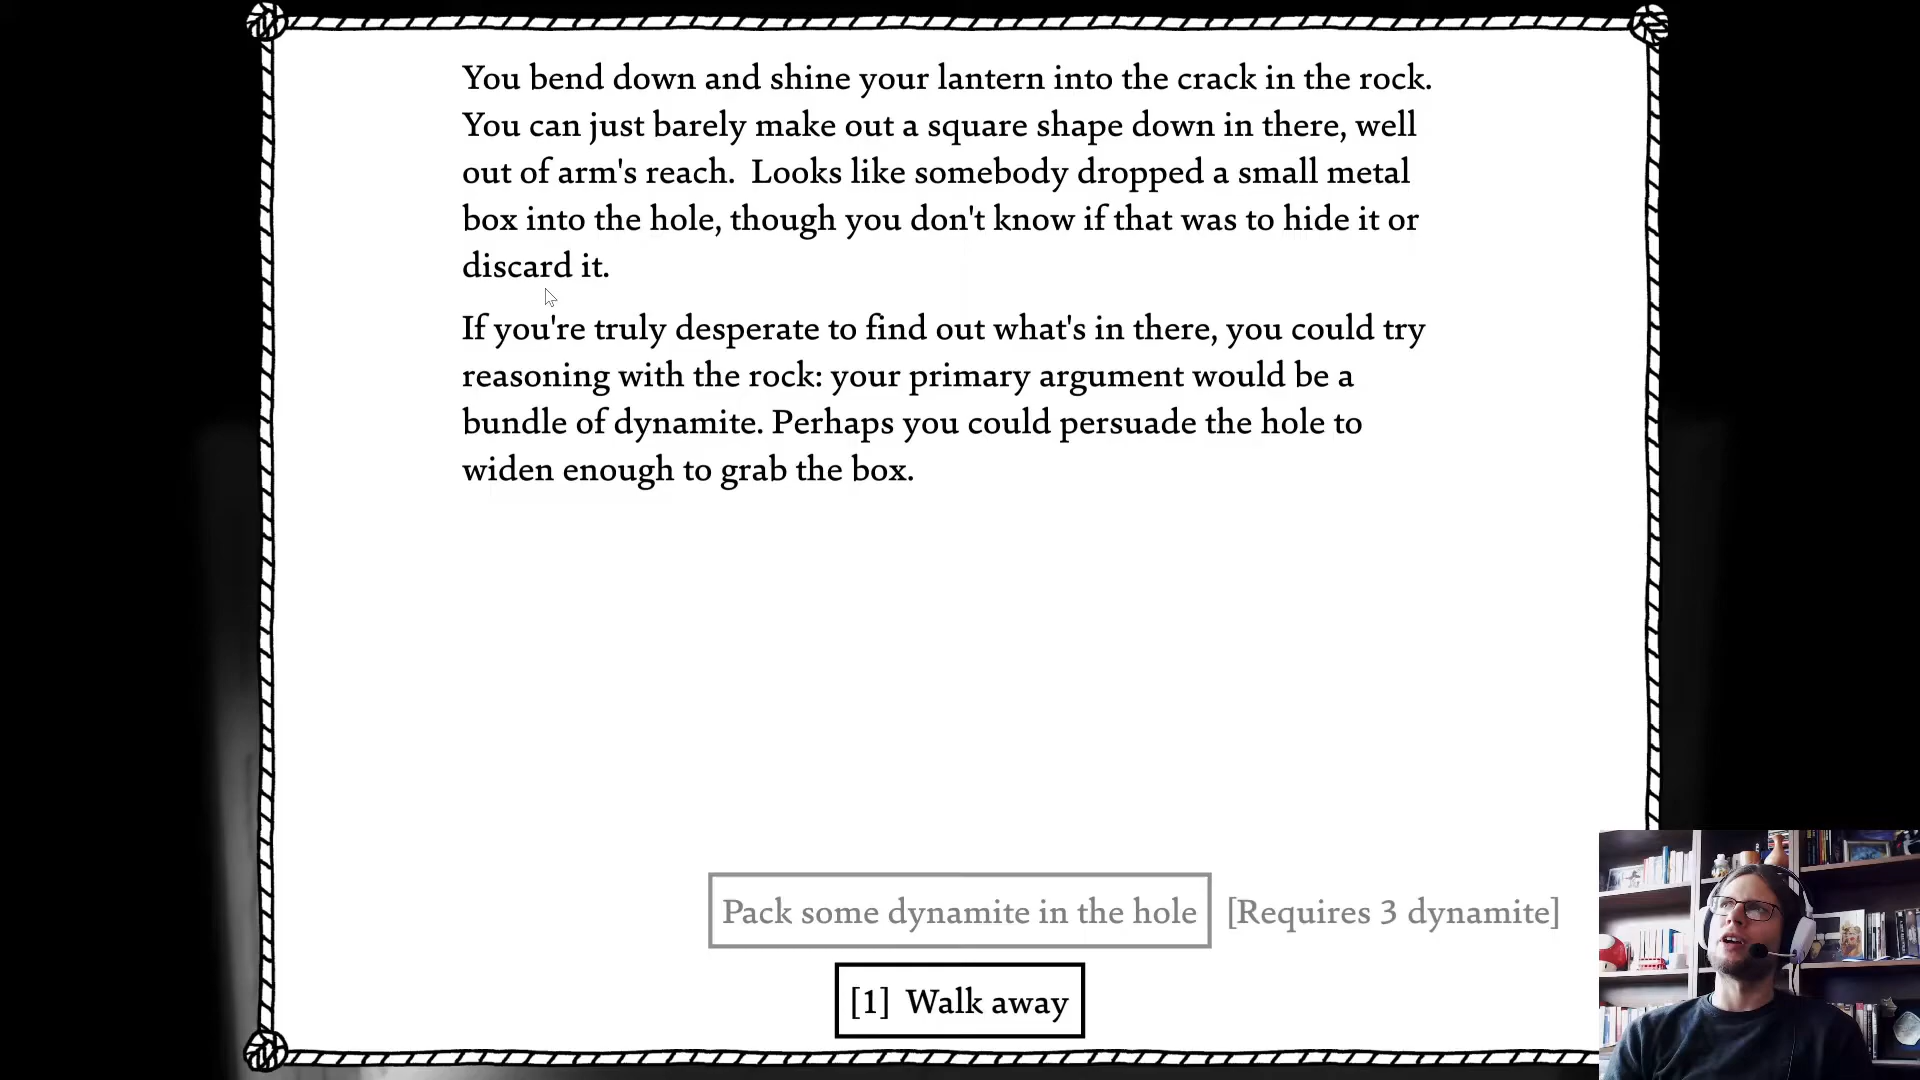 You bend down and shine your lantern into the crack in the rock.
You can just barely make out a square shape down in there, well
out of arm's reach.  Looks like somebody dropped a small metal
box into the hole, though you don't know if that was to hide it or
discard it.
If you're truly desperate to find out what's in there, you could try
reasoning with the rock: your primary argument would be a
bundle of dynamite. Perhaps you could persuade the hole to
widen enough to grab the box.
Pack some dynamite in the hole [Requires 3 dynamite]
[1] Walk away